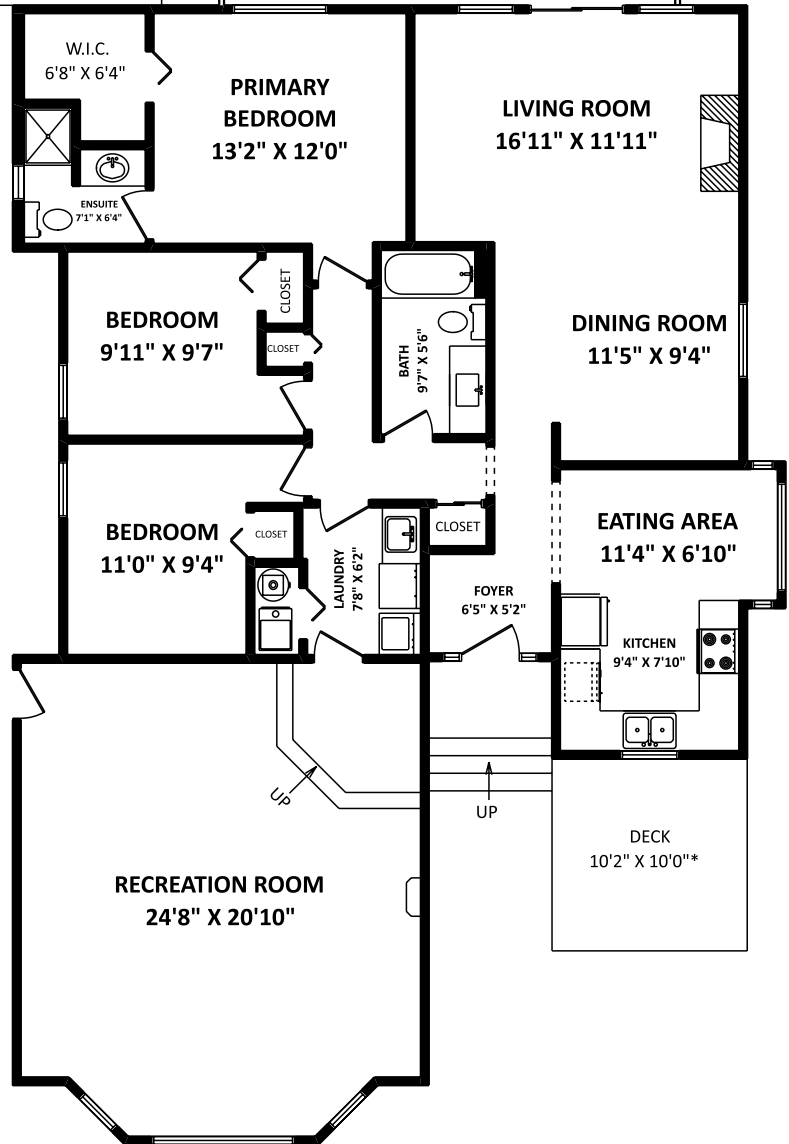 W.I.C.
6'8" X 6'4"
PRIMARY
BEDROOM
13'2" X 12'0"
LIVING ROOM
16'11" X 11'11"
ENSUITE
7'1" X 6'4"
CLOSET
BEDROOM
9'11" X 9'7"
CLOSET
BATH
9'7" X 5'6"
DINING ROOM
11'5" X 9'4"
BEDROOM
11'0" X 9'4"
CLOSET
LAUNDRY
7'8" X 6'2"
CLOSET
EATING AREA
11'4" X 6'10"
FOYER
6'5" X 5'2"
KITCHEN
9'4" X 7'10"
UP
UP
DECK
10'2" X 10'0"*
RECREATION ROOM
24'8" X 20'10"